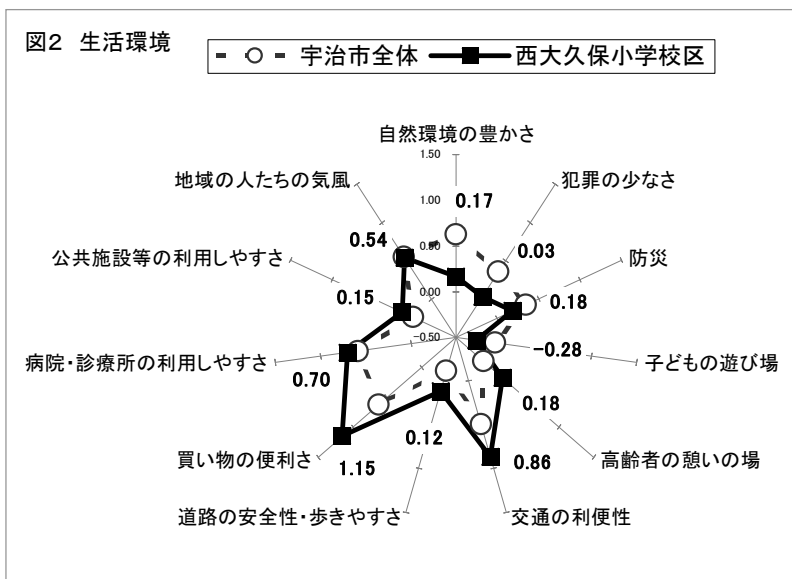 図2 生活環境
宇治市全体 西大久保小学校区
自然環境の豊かさ
1.50
地域の人たちの気風
犯罪の少なさ
1.00
0.17
0.54
0.50
0.03
公共施設等の利用しやすさ
防災
0.15
0.00
0.18
-0.50
-0.28
病院・診療所の利用しやすさ
子どもの遊び場
0.70
0.18
0.12
買い物の便利さ
高齢者の憩いの場
1.15
0.86
道路の安全性・歩きやすさ
交通の利便性